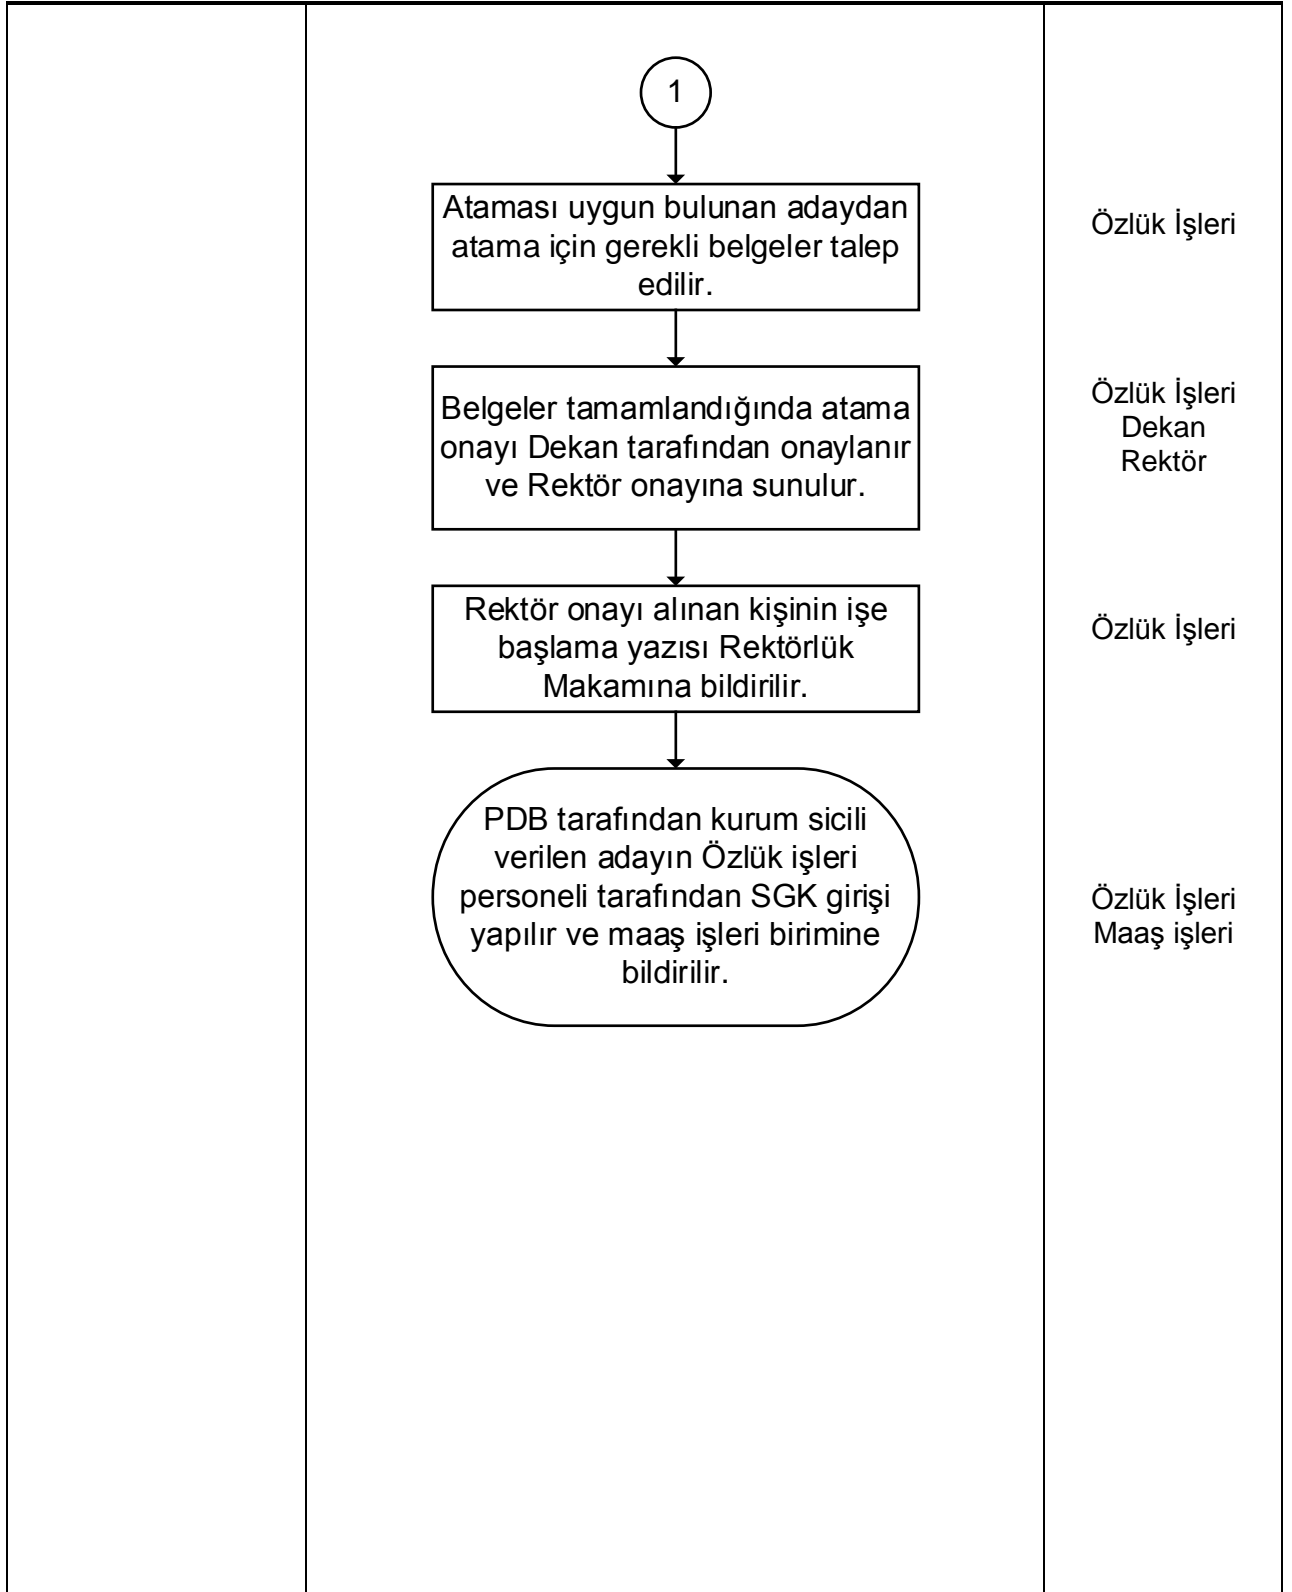 1
Ataması uygun bulunan adaydan
atama için gerekli belgeler talep
edilir.
Özlük İşleri
Belgeler tamamlandığında atama
onayı Dekan tarafından onaylanır
ve Rektör onayına sunulur.
Özlük İşleri
Dekan
Rektör
Rektör onayı alınan kişinin işe
başlama yazısı Rektörlük
Makamına bildirilir.
Özlük İşleri
PDB tarafından kurum sicili
verilen adayın Özlük işleri
personeli tarafından SGK girişi
yapılır ve maaş işleri birimine
bildirilir.
Özlük İşleri
Maaş işleri